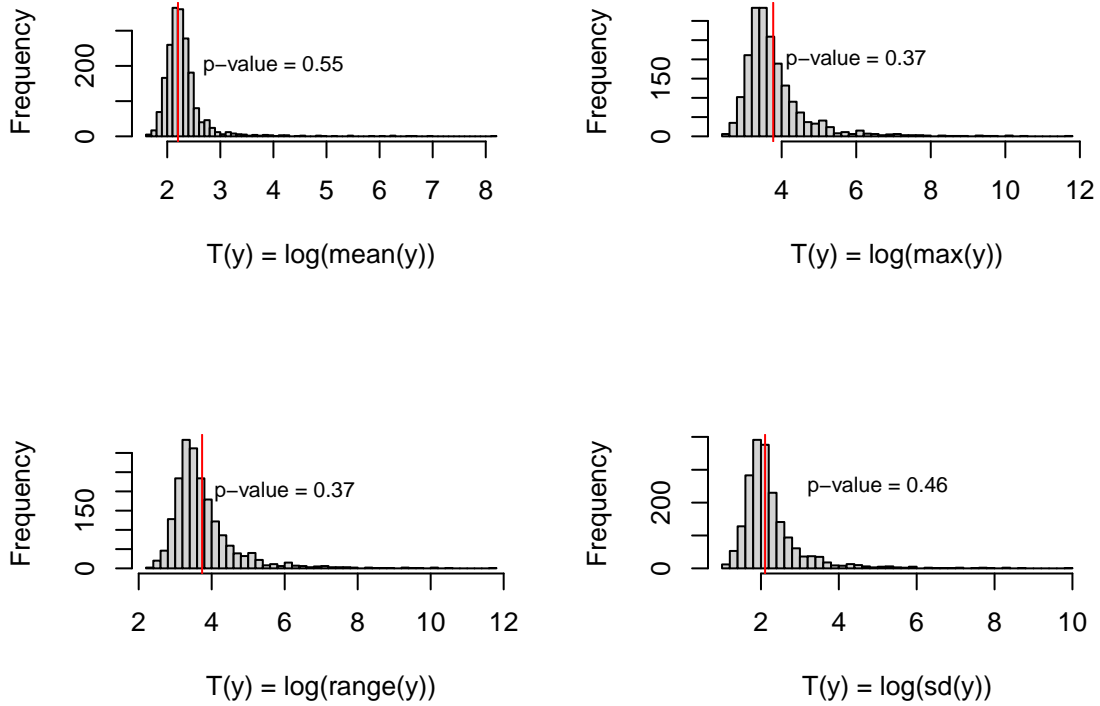 Frequency
0
200
p−value = 0.55
2 3 4 5 6 7 8
T(y) = log(mean(y))
Frequency
0
150
p−value = 0.37
4 6 8 10 12
T(y) = log(max(y))
Frequency
0
150
p−value = 0.37
2 4 6 8 10 12
T(y) = log(range(y))
Frequency
0
200
p−value = 0.46
2 4 6 8 10
T(y) = log(sd(y))